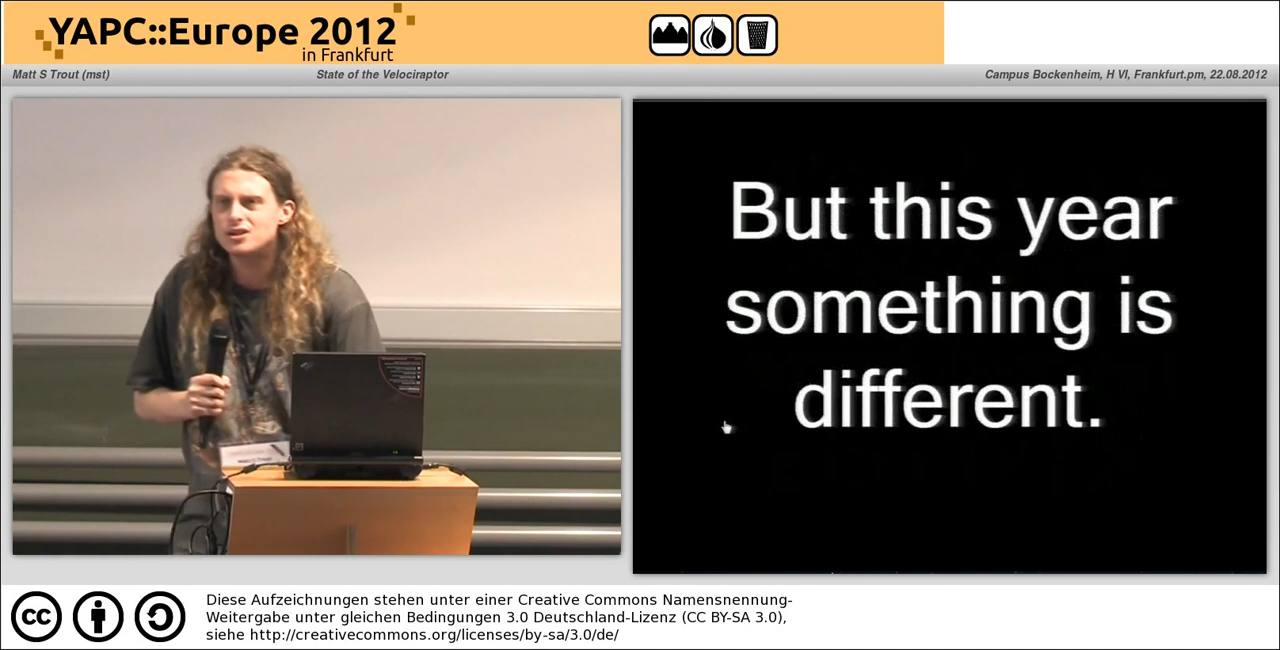 YAPC::Europe 2012
in Frankfurt
Matt S Trout (mst)
State of the Velociraptor
Campus Bockenheim, H VI, Frankfurt.pm, 22.08.2012
But this year
something is
different.
cc
Diese Aufzeichnungen stehen unter einer Creative Commons Namensnennung-
Weitergabe unter gleichen Bedingungen 3.0 Deutschland-Lizenz (CC BY-SA 3.0),
siehe http://creativecommons.org/licenses/by-sa/3.0/de/